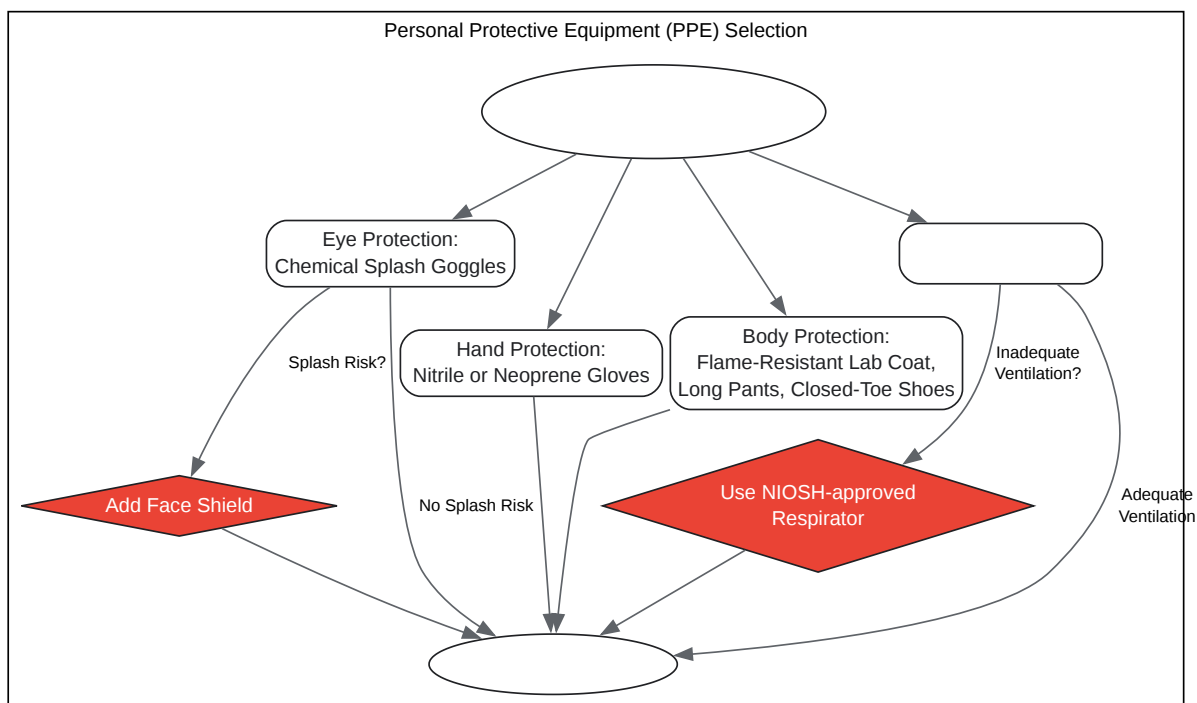 Personal Protective Equipment (PPE) Selection
Eye Protection:
Chemical Splash Goggles
Hand Protection:
Nitrile or Neoprene Gloves
Body Protection:
Flame-Resistant Lab Coat,
Long Pants, Closed-Toe Shoes
Splash Risk?
Inadequate
Ventilation?
Add Face Shield
No Splash Risk
Use NIOSH-approved
Respirator
Adequate
Ventilation